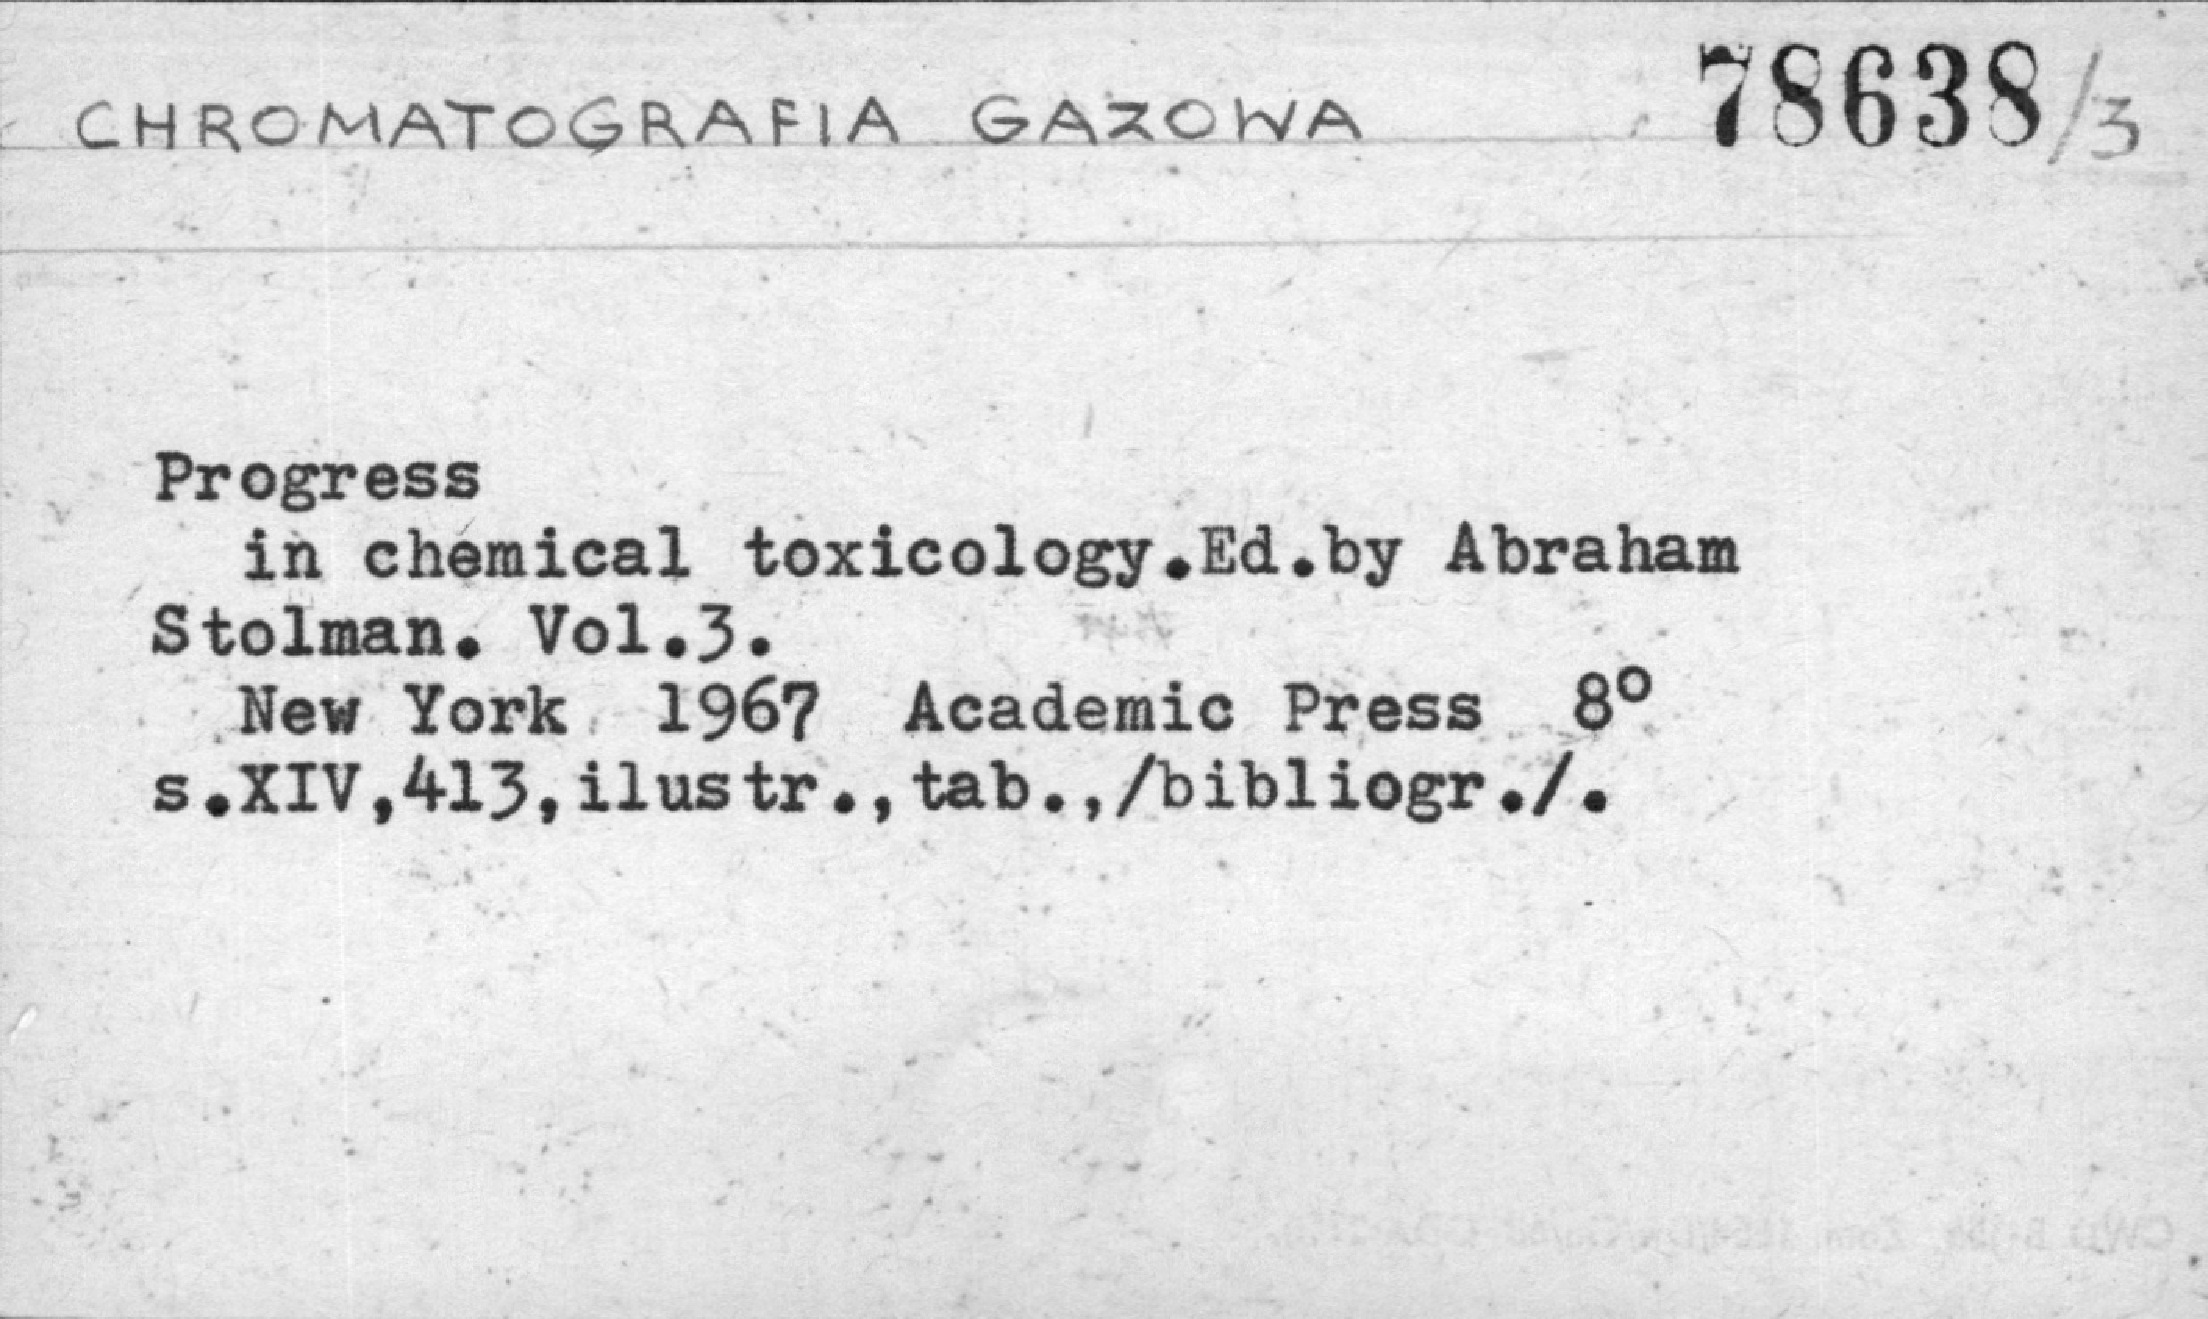 CHROMATOGRAFIA GAZOWA 78638/3
Progress
in chemical toxicology.Ed.by Abraham
Stolman. Vol.3.
New York 1967 Academic Press 8°
s.XIV,413,ilustr.,tab.,/bibliogr./.